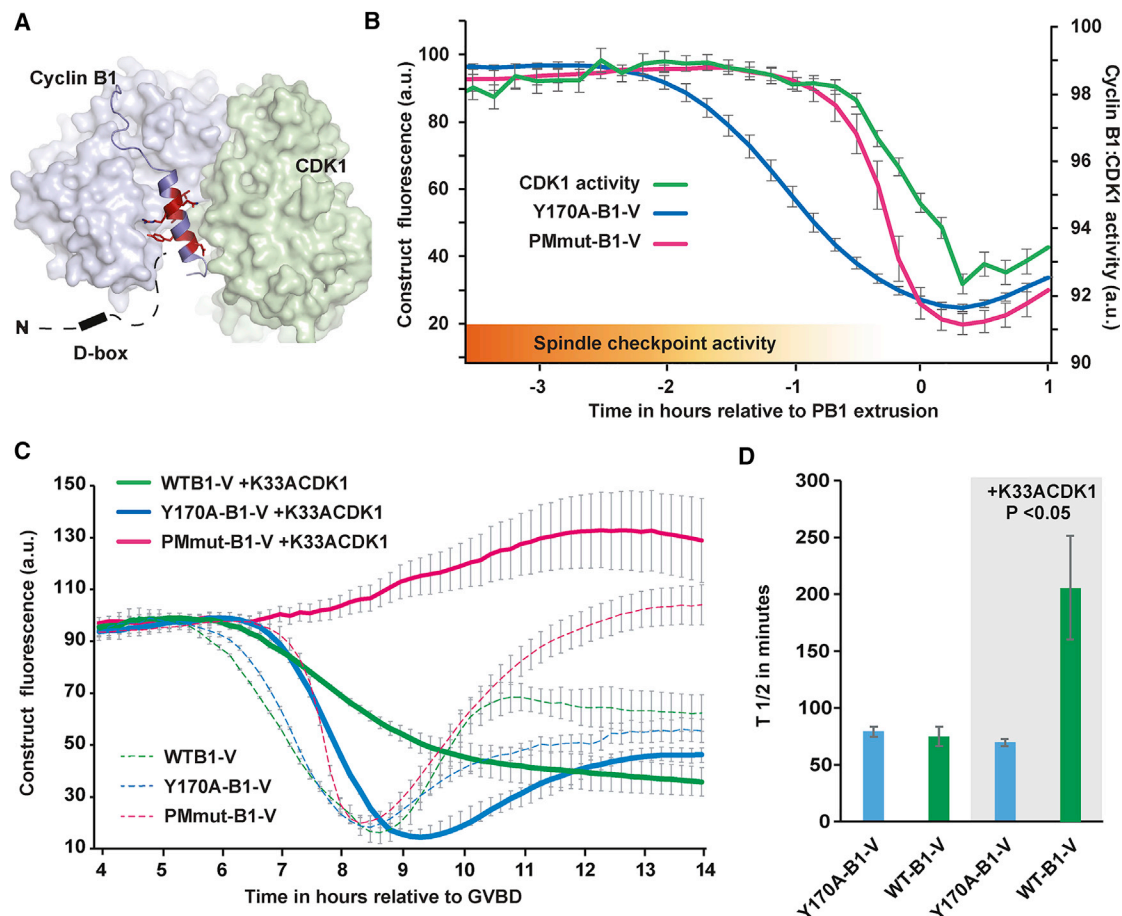 A
Cyclin B1
CDK1
N
D-box
B
Construct fluorescence (a.u.)
100
80
60
40
20
CDK1 activity
Y170A-B1-V
PMmut-B1-V
Spindle checkpoint activity
-3
-2
-1
0
1
Time in hours relative to PB1 extrusion
100
99
98
96
95
94
92
91
90
Cyclin B1:CDK1 activity (a.u.)
C
Construct fluorescence (a.u.)
150
130
110
90
70
50
30
10
WTB1-V +K33ACDK1
Y170A-B1-V +K33ACDK1
PMmut-B1-V +K33ACDK1
WTB1-V
Y170A-B1-V
PMmut-B1-V
4
5
6
7
8
9
10
11
12
13
14
Time in hours relative to GVBD
D
T 1/2 in minutes
300
250
200
150
100
50
0
+K33ACDK1
P <0.05
Y170A-B1-V
WT-B1-V
Y170A-B1-V
WT-B1-V